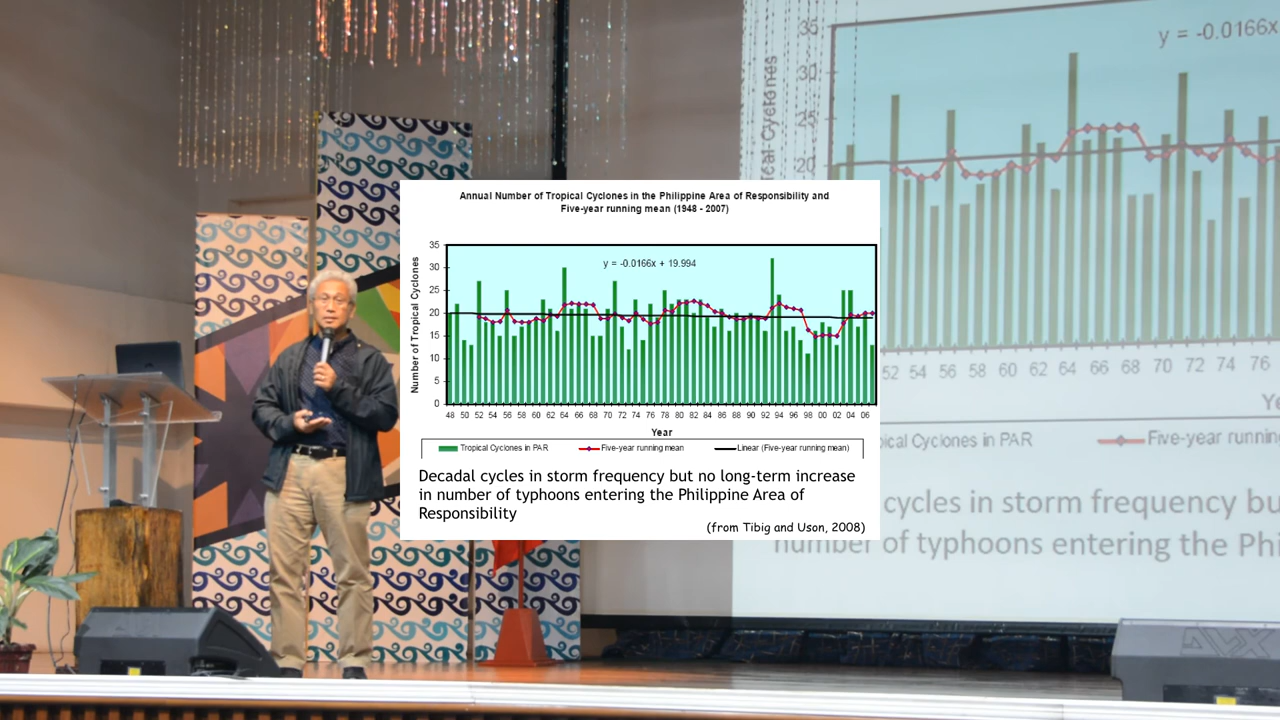 Annual Number of Tropical Cyclones in the Philippine Area of Responsibility and
Five-year running mean (1948 - 2007)
Number of Tropical Cyclones
35
30
25
20
15
10
5
0
y = -0.0166x + 19.994
48 50 52 54 56 58 60 62 64 66 68 70 72 74 76 78 80 82 84 86 88 90 92 94 96 98 00 02 04 06
Year
Tropical Cyclones in PAR Five-year running mean Linear (Five-year running mean)
Decadal cycles in storm frequency but no long-term increase
in number of typhoons entering the Philippine Area of
Responsibility
(from Tibig and Uson, 2008)
y = -0.0166x
35
30
25
20
ical Cyclones
52 54 56 58 60 62 64 66 68 70 72 74 76
Ye
pical Cyclones in PAR Five-year running
cycles in storm frequency bu
number of typhoons entering the Phi